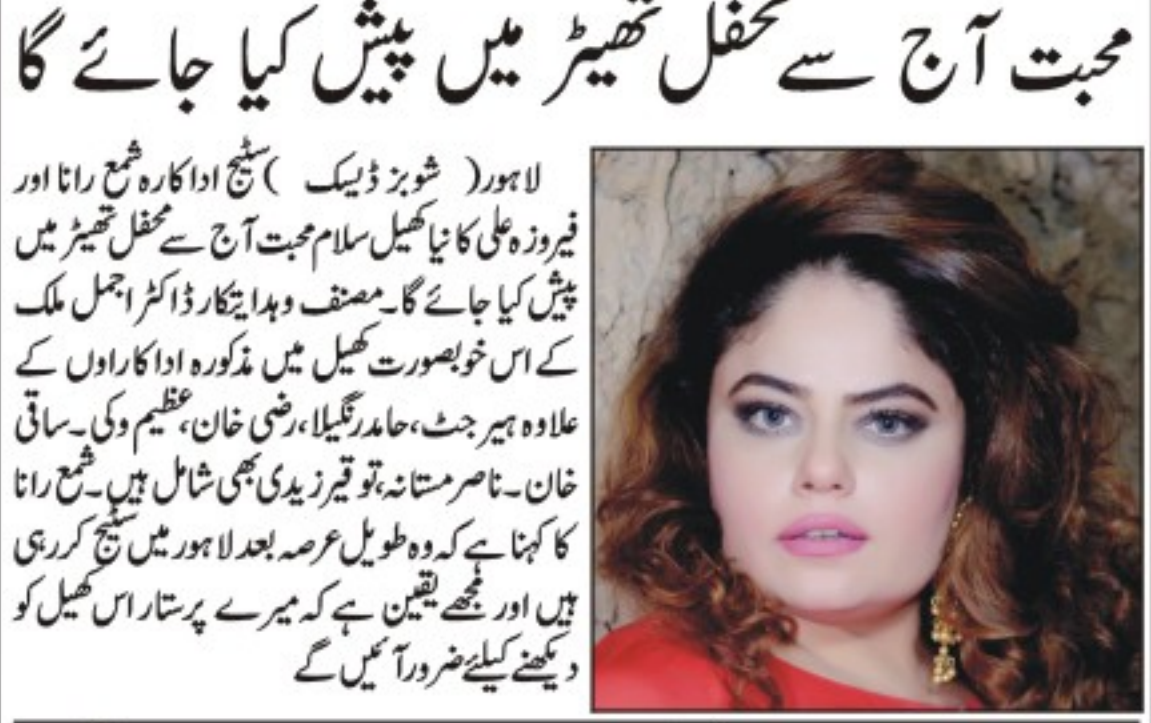 محبت آج سے محفل تھیٹر میں پیش کیا جائے گا
لاہور( شوبز ڈیسک )سٹیج اداکارہ شمع رانا اور
فیروزہ علی کا نیا کھیل سلام محبت آج سے محفل تھیٹر میں
پیش کیا جائے گا۔مصنف و ہدایتکار ڈاکٹر اجمل ملک
کے اس خوبصورت کھیل میں مذکورہ اداکاراوں کے
علاوہ ہیر جٹ،حامد رنگیلا،رضی خان،عظیم وکی۔ساقی
خان۔ناصر مستانہ،توقیر زیدی بھی شامل ہیں۔شمع رانا
کا کہنا ہے کہ وہ طویل عرصہ بعد لاہور میں سٹیج کر رہی
ہیں اور مجھے یقین ہے کہ میرے پرستار اس کھیل کو
دیکھنے کیلئے ضرور آئیں گے